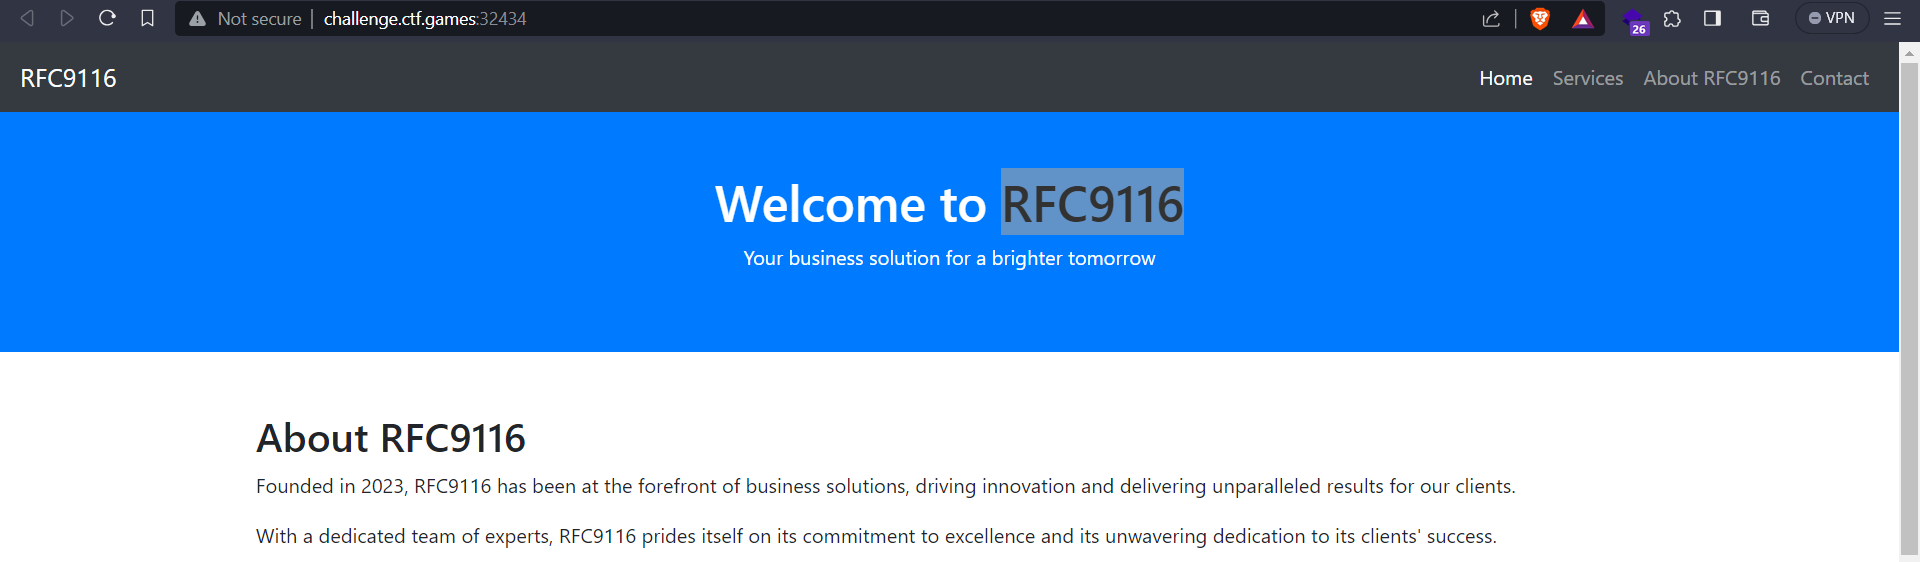 Not secure | challenge.ctf.games:32434
26
VPN
RFC9116
Home Services About RFC9116 Contact
Welcome to RFC9116
Your business solution for a brighter tomorrow
About RFC9116
Founded in 2023, RFC9116 has been at the forefront of business solutions, driving innovation and delivering unparalleled results for our clients.
With a dedicated team of experts, RFC9116 prides itself on its commitment to excellence and its unwavering dedication to its clients' success.